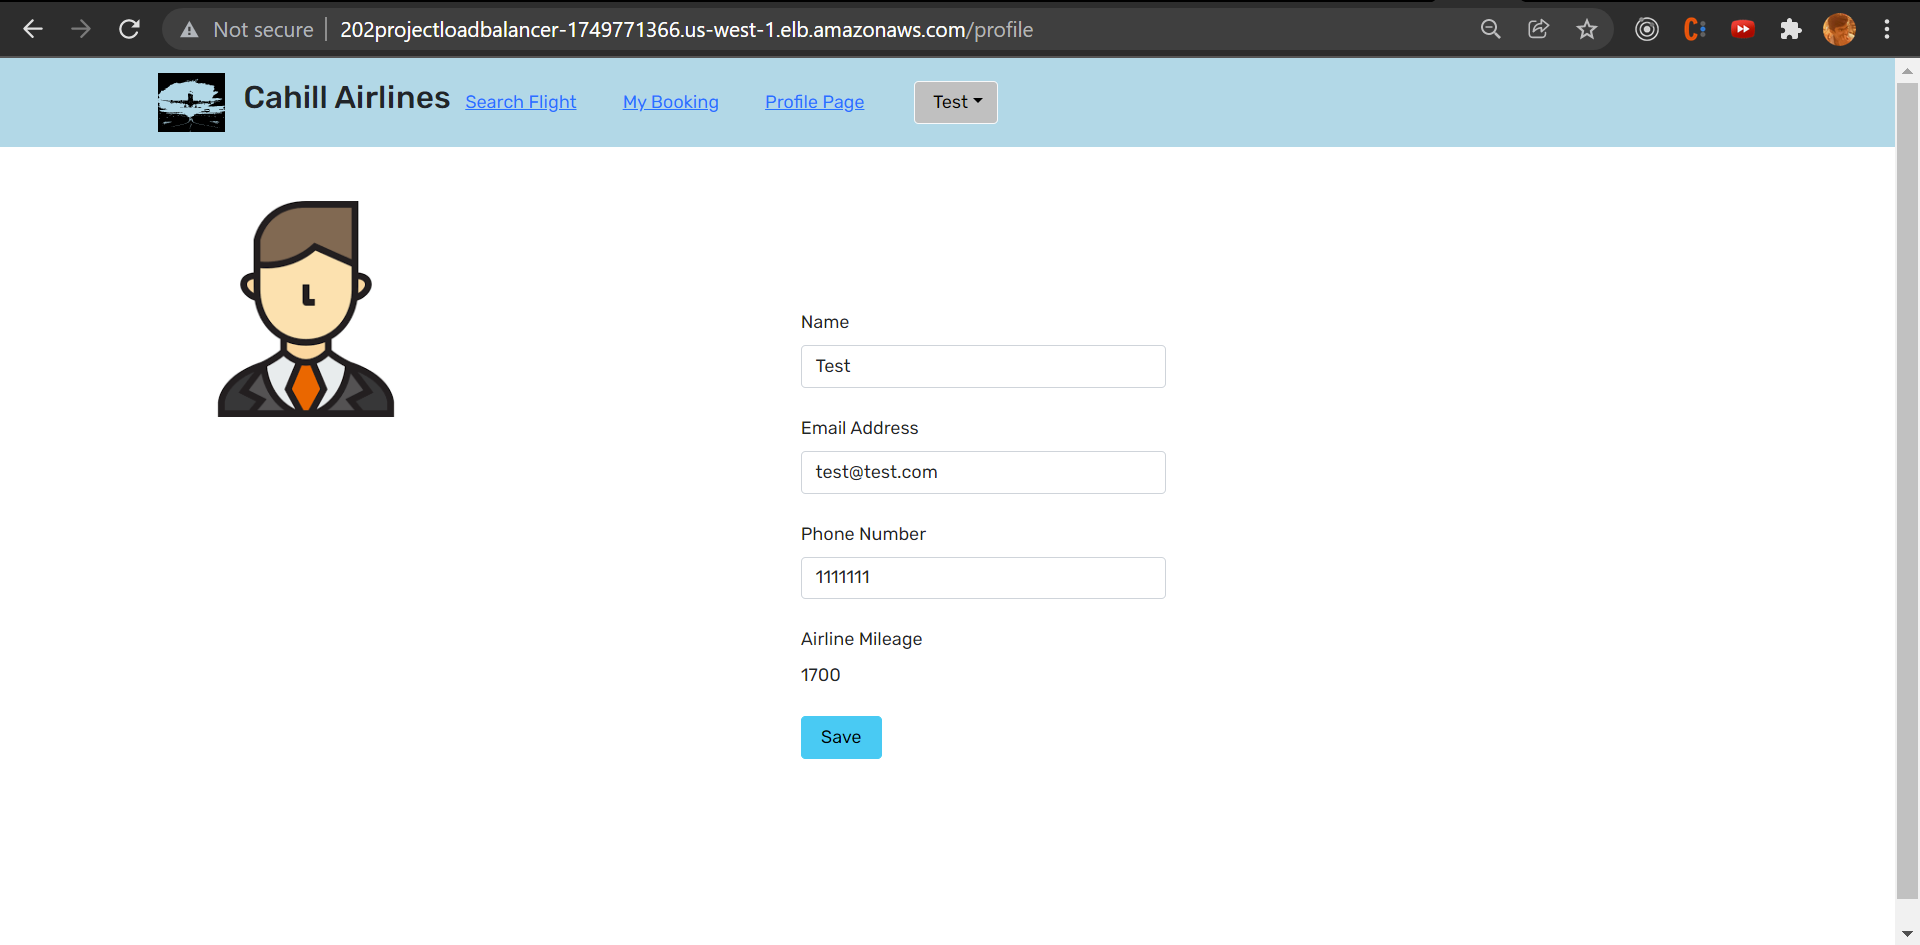 Not secure 202projectloadbalancer-1749771366.us-west-1.elb.amazonaws.com/profile
Cahill Airlines Search Flight My Booking Profile Page Test
Name
Test
Email Address
test@test.com
Phone Number
1111111
Airline Mileage
1700
Save